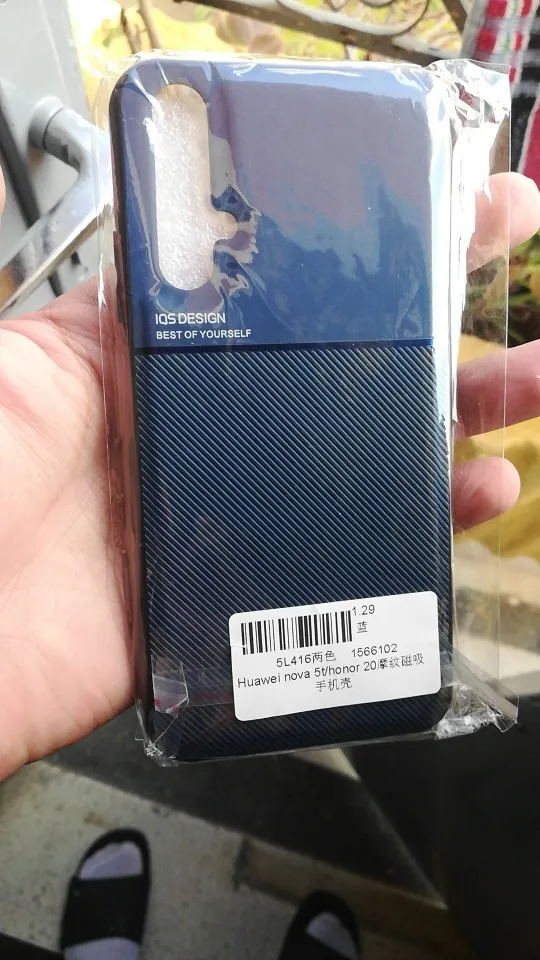 IQS DESIGN
BEST OF YOURSELF
1.29
蓝
5L416两色 1566102
Huawei nova 5t/honor 20摩纹磁吸
手机壳